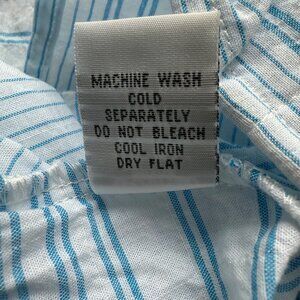 MACHINE WASH
COLD
SEPARATELY
DO NOT BLEACH
COOL IRON
DRY FLAT